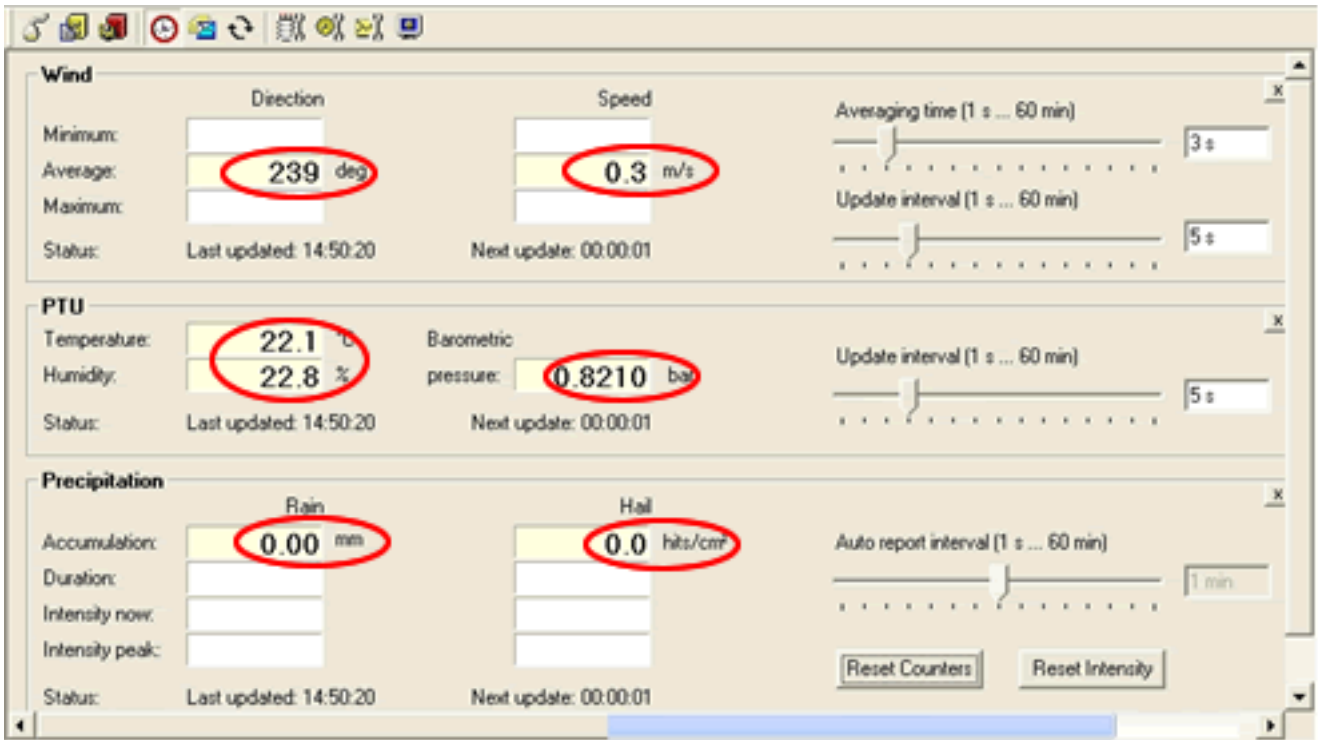 Wind
Direction Speed
Averaging time (1 s ... 60 min)
Minimum:
3 s
Average: 239 deg 0.3 m/s
Maximum:
Update interval (1 s ... 60 min)
5 s
Status: Last updated: 14:50:20 Next update: 00:00:01
PTU
Temperature: 22.1 °C Barometric
Update interval (1 s ... 60 min)
Humidity: 22.8 % pressure: 0.8210 bar
5 s
Status: Last updated: 14:50:20 Next update: 00:00:01
Precipitation
Rain Hail
Accumulation: 0.00 mm 0.0 hits/cm² Auto report interval (1 s ... 60 min)
Duration: 1 min
Intensity now:
Intensity peak:
Reset Counters Reset Intensity
Status: Last updated: 14:50:20 Next update: 00:00:01